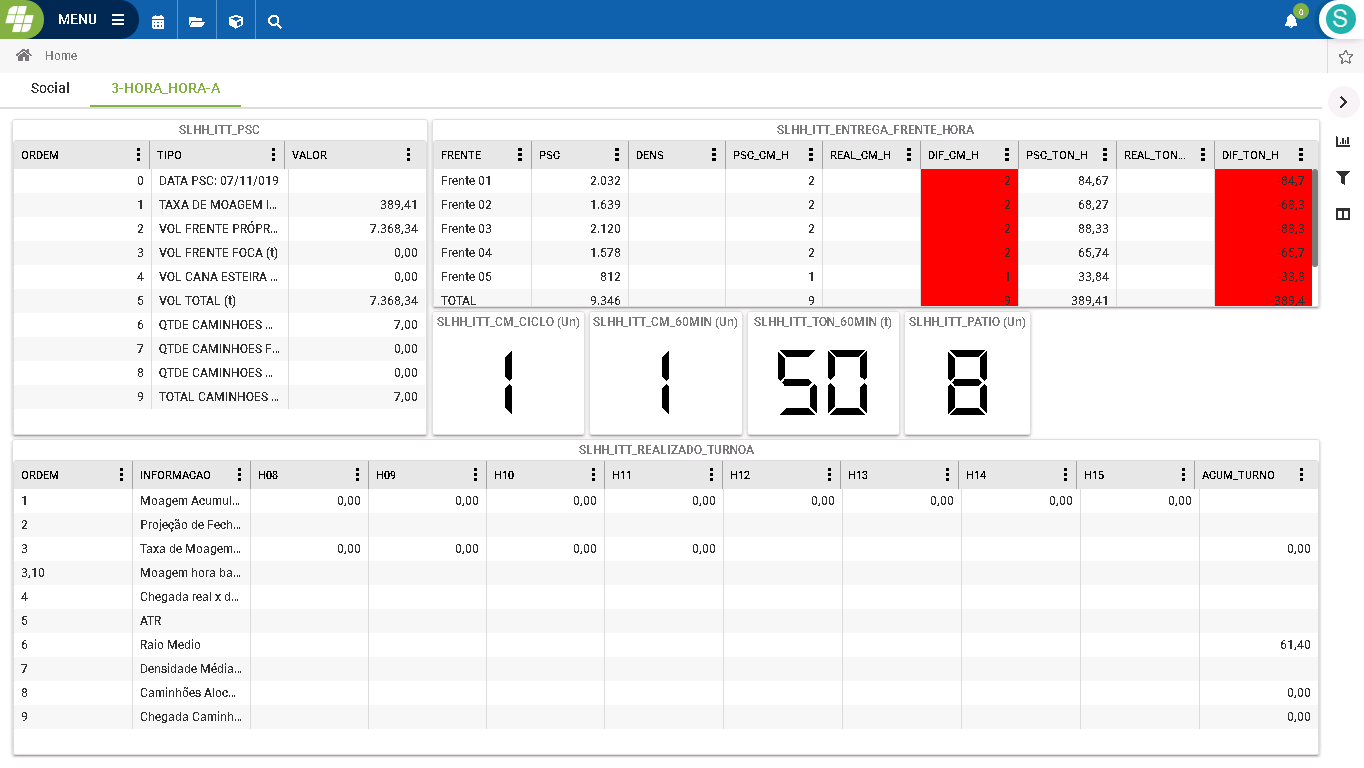 MENU
0
S
Home
Social 3-HORA_HORA-A
SLHH_ITT_PSC
ORDEM TIPO VALOR
0 DATA PSC: 07/11/019
1 TAXA DE MOAGEM I... 389,41
2 VOL FRENTE PRÓPR... 7.368,34
3 VOL FRENTE FOCA (t) 0,00
4 VOL CANA ESTEIRA ... 0,00
5 VOL TOTAL (t) 7.368,34
6 QTDE CAMINHOES ... 7,00
7 QTDE CAMINHOES F... 0,00
8 QTDE CAMINHOES ... 0,00
9 TOTAL CAMINHOES ... 7,00
SLHH_ITT_ENTREGA_FRENTE_HORA
FRENTE PSC DENS PSC_CM_H REAL_CM_H DIF_CM_H PSC_TON_H REAL_TON... DIF_TON_H
Frente 01 2.032 2 -2 84,67 -84,7
Frente 02 1.639 2 -2 68,27 -68,3
Frente 03 2.120 2 -2 88,33 -88,3
Frente 04 1.578 2 -2 65,74 -65,7
Frente 05 812 1 -1 33,84 -33,8
TOTAL 9.346 9 -9 389,41 -389,4
SLHH_ITT_CM_CICLO (Un)
1
SLHH_ITT_CM_60MIN (Un)
1
SLHH_ITT_TON_60MIN (t)
50
SLHH_ITT_PATIO (Un)
8
SLHH_ITT_REALIZADO_TURNOA
ORDEM INFORMACAO H08 H09 H10 H11 H12 H13 H14 H15 ACUM_TURNO
1 Moagem Acumul... 0,00 0,00 0,00 0,00 0,00 0,00 0,00 0,00
2 Projeção de Fech...
3 Taxa de Moagem... 0,00 0,00 0,00 0,00 0,00
3,10 Moagem hora ba...
4 Chegada real x d...
5 ATR
6 Raio Medio 61,40
7 Densidade Média...
8 Caminhões Aloc... 0,00
9 Chegada Caminh... 0,00